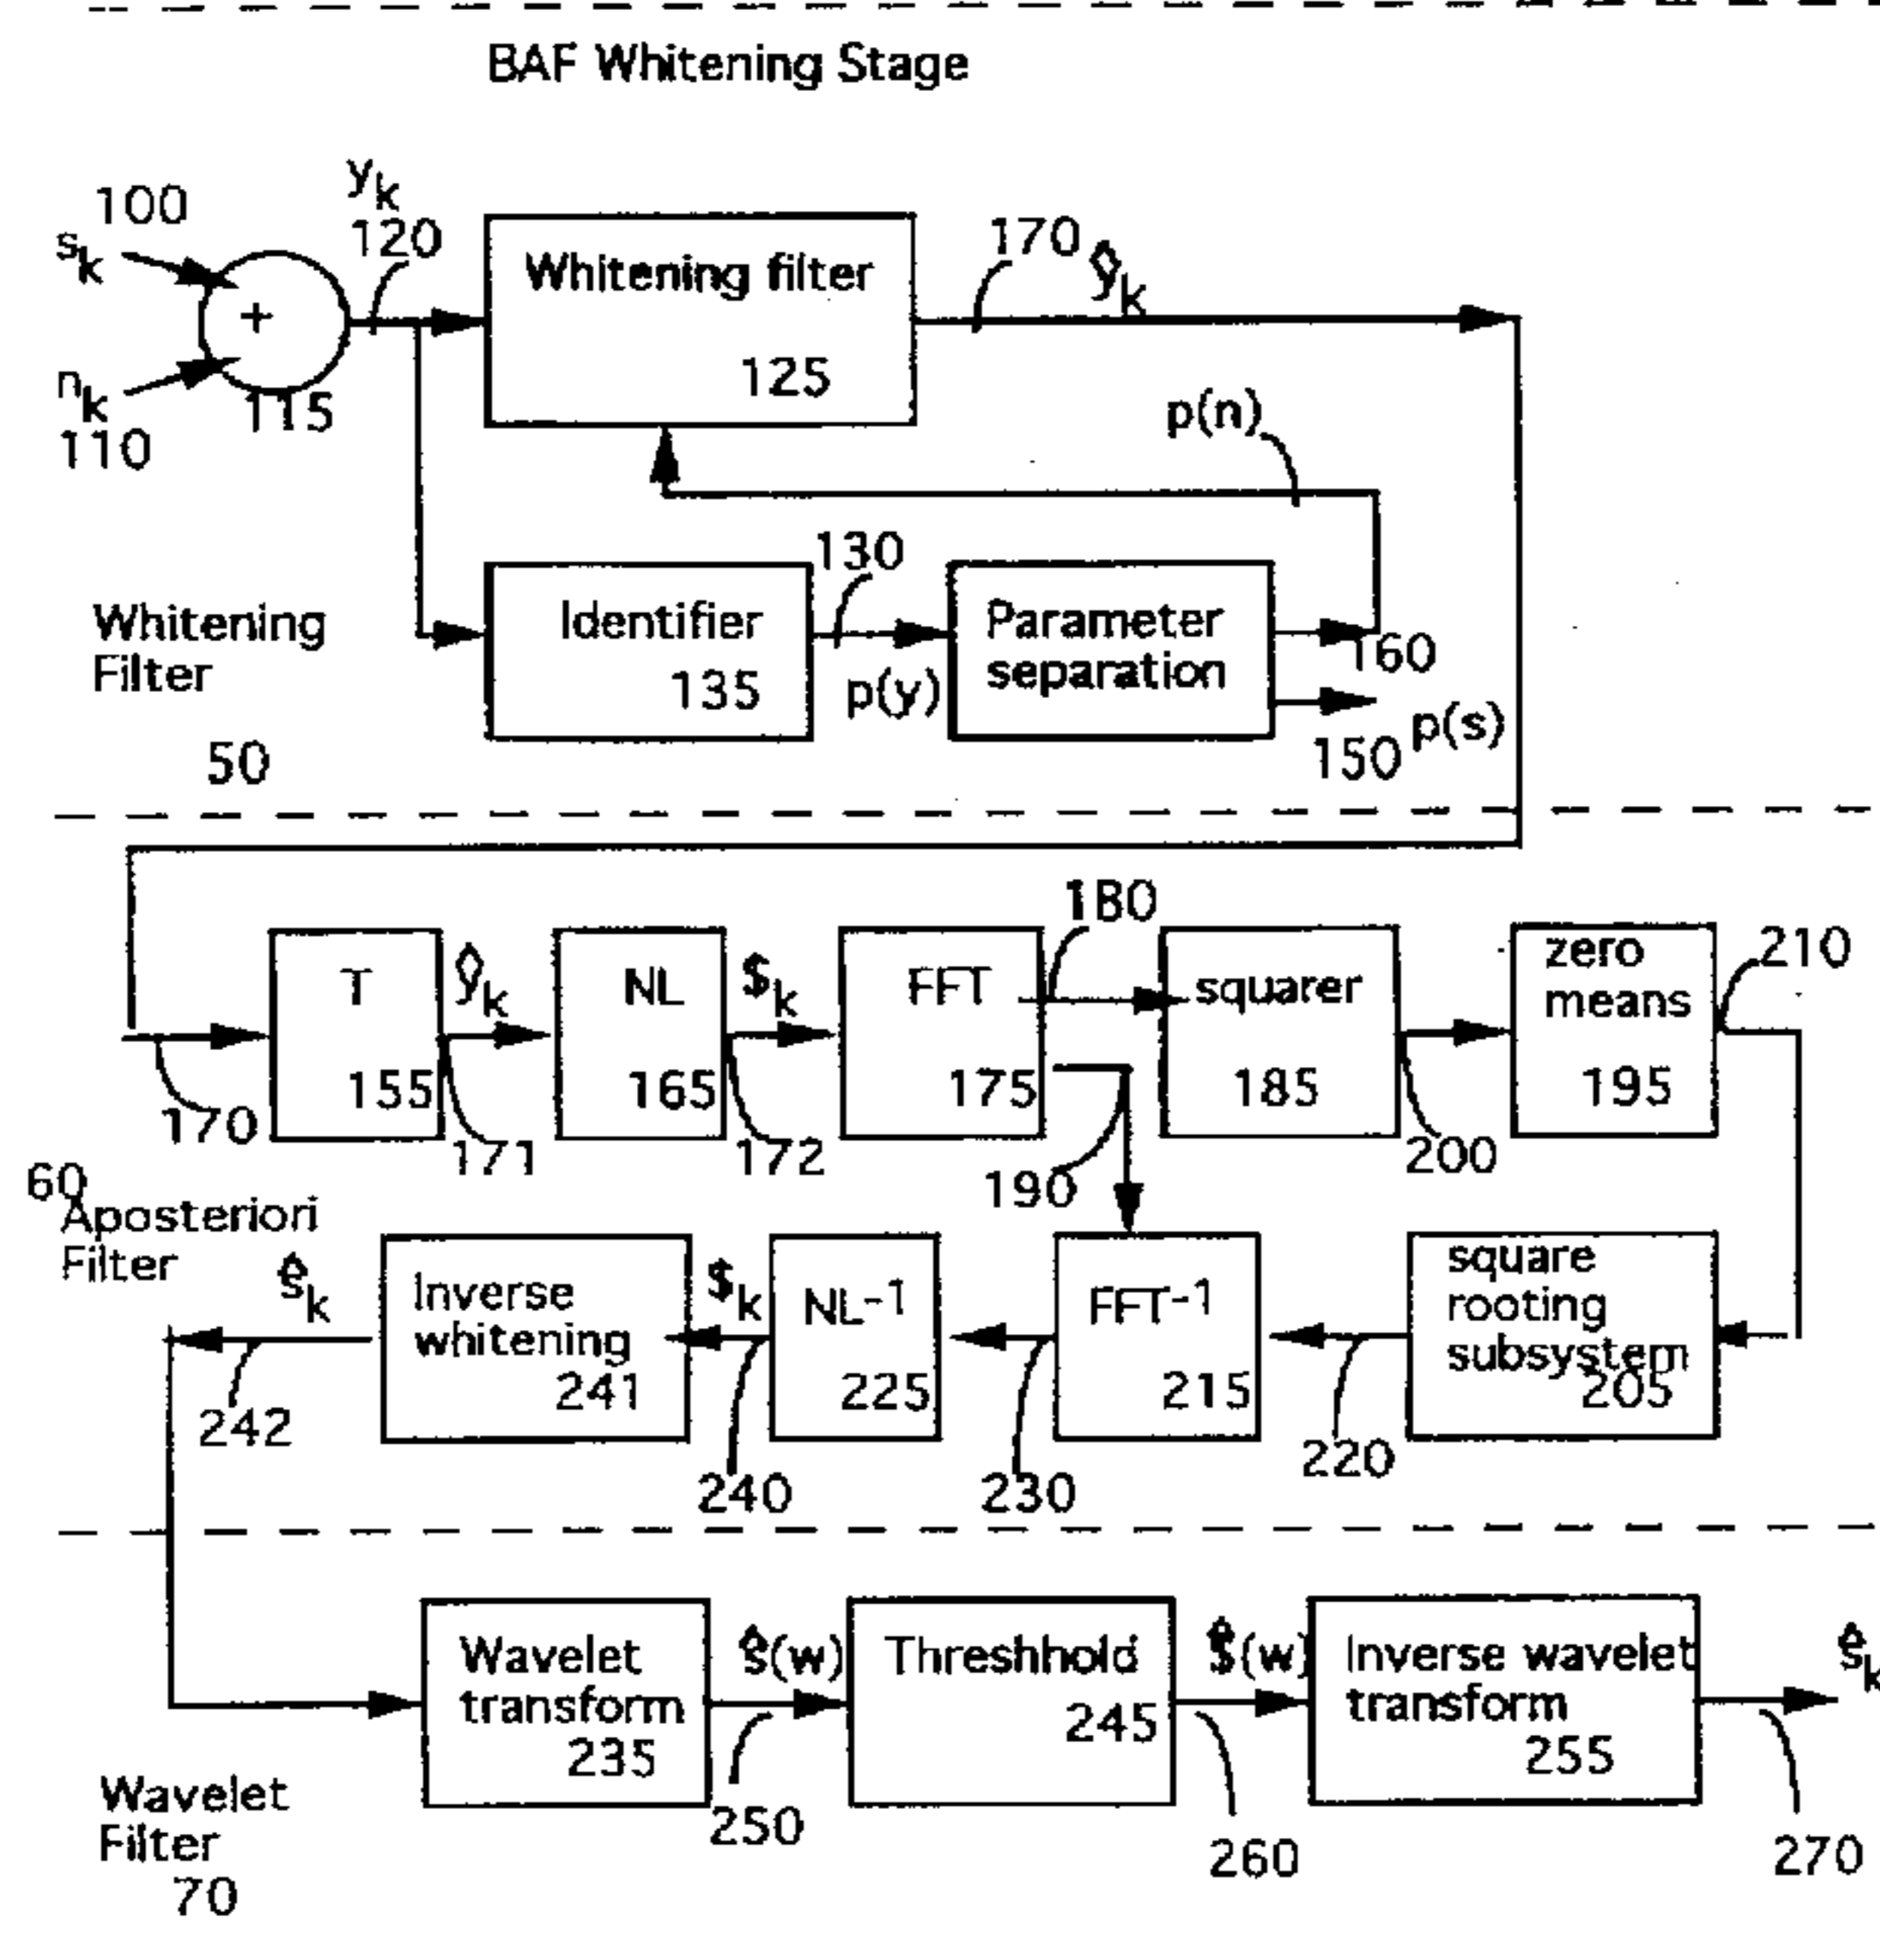 BAF Whitening Stage
100
s_k
y_k
120
+
n_k
110
115
Whitening filter
125
170 ŷ_k
p(n)
Identifier
135
130
p(y)
Parameter
separation
160
150 p(s)
Whitening
Filter
50
T
155
170
ŷ_k
171
NL
165
$_k
172
FFT
175
180
190
squarer
185
200
zero
means
195
210
60
Aposteriori
Filter
ŝ_k
242
Inverse
whitening
241
$_k
240
NL-1
225
230
FFT-1
215
220
square
rooting
subsystem
205
Wavelet
transform
235
ŝ(w)
250
Threshhold
245
$(w)
260
Inverse wavelet
transform
255
ŝ_k
270
Wavelet
Filter
70